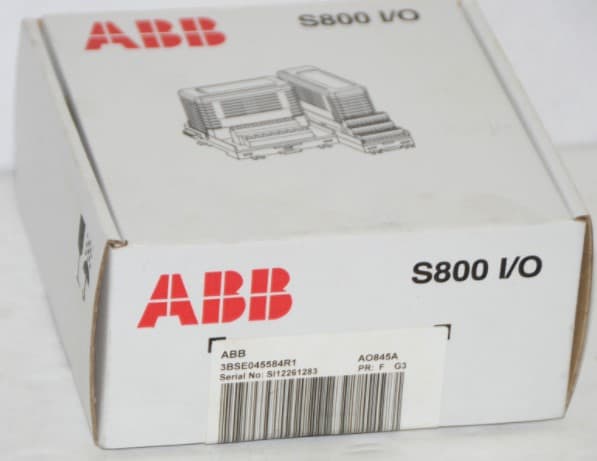 ABB S800 I/O
ABB S800 I/O
ABB AO845A
3BSE045584R1 PR: F G3
Serial No: SI12261283